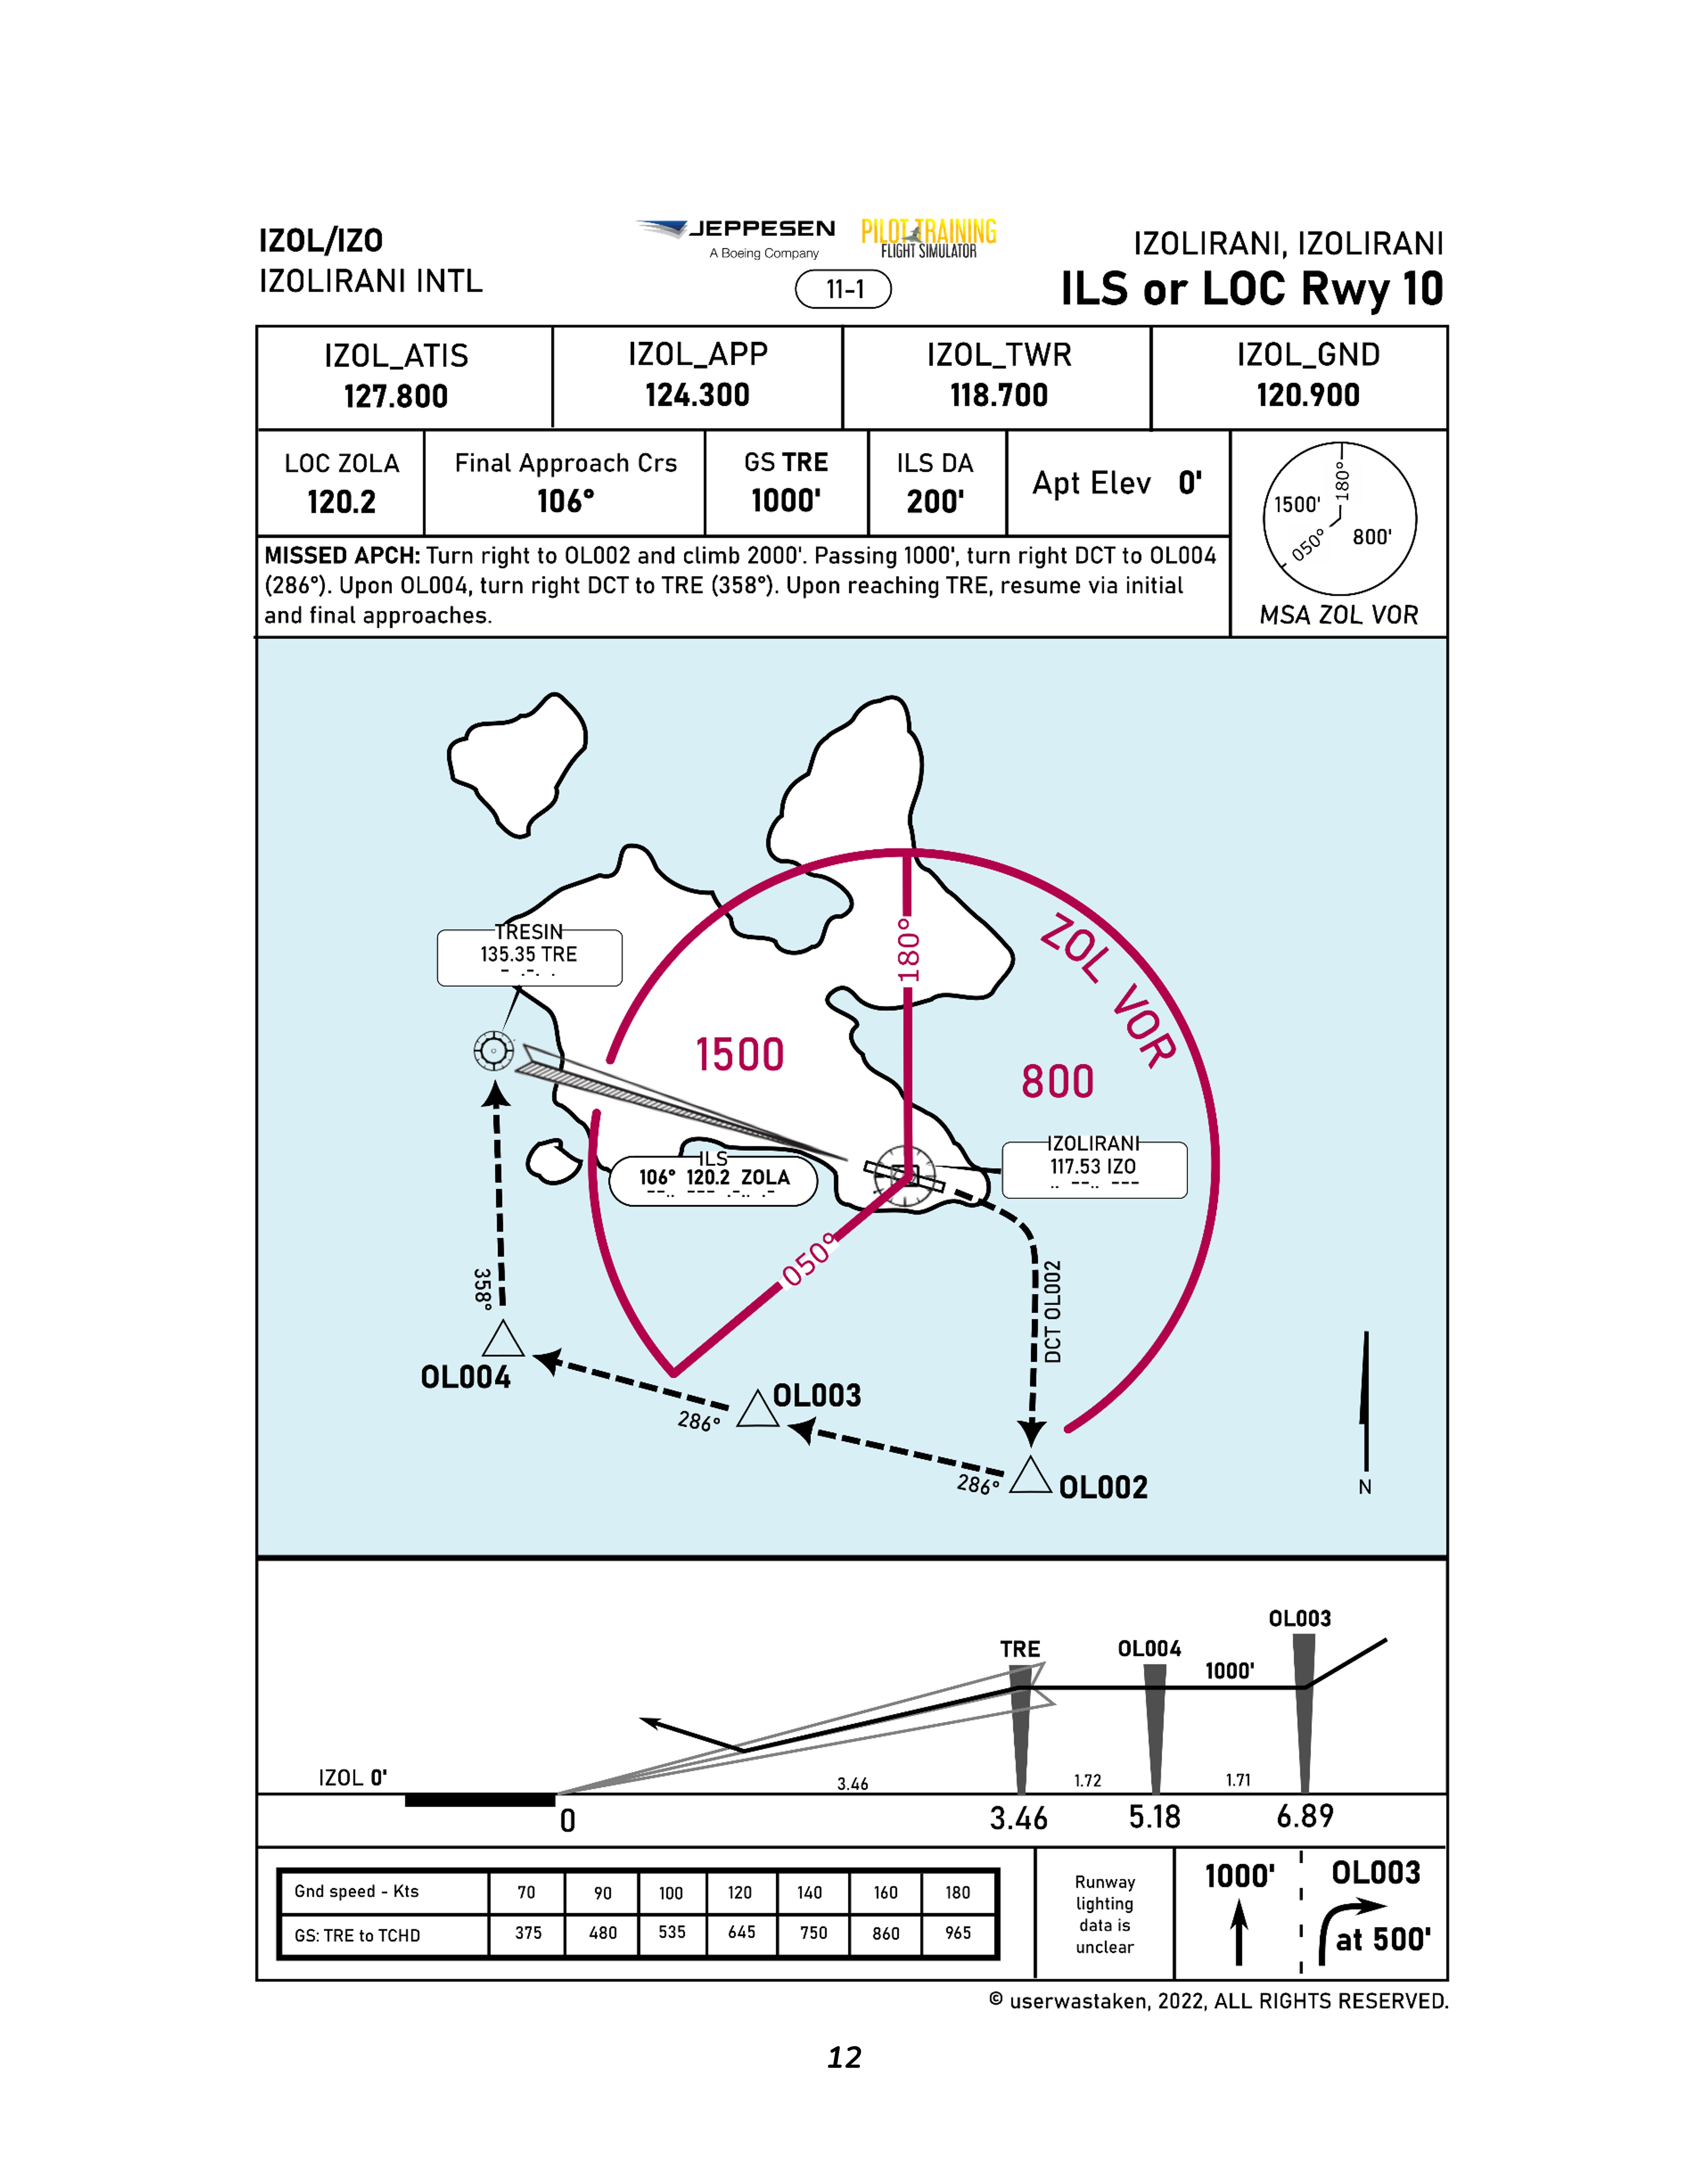 IZOL/IZO
IZOLIRANI INTL
JEPPESEN
A Boeing Company
PILOT TRAINING
FLIGHT SIMULATOR
11-1
IZOLIRANI, IZOLIRANI
ILS or LOC Rwy 10
IZOL_ATIS
127.800
IZOL_APP
124.300
IZOL_TWR
118.700
IZOL_GND
120.900
LOC ZOLA
120.2
Final Approach Crs
106°
GS TRE
1000'
ILS DA
200'
Apt Elev 0'
180°
1500'
050°
800'
MSA ZOL VOR
MISSED APCH: Turn right to OL002 and climb 2000'. Passing 1000', turn right DCT to OL004
(286°). Upon OL004, turn right DCT to TRE (358°). Upon reaching TRE, resume via initial
and final approaches.
TRESIN
135.35 TRE
180°
ZOL VOR
1500
800
IZOLIRANI
117.53 IZO
ILS
106° 120.2 ZOLA
050°
358°
DCT OL002
OL004
OL003
286°
286°
OL002
N
OL003
TRE
OL004
1000'
IZOL 0'
3.46
1.72
1.71
0
3.46
5.18
6.89
Gnd speed - Kts 70 90 100 120 140 160 180
GS: TRE to TCHD 375 480 535 645 750 860 965
Runway
lighting
data is
unclear
1000'
OL003
at 500'
© userwastaken, 2022, ALL RIGHTS RESERVED.
12